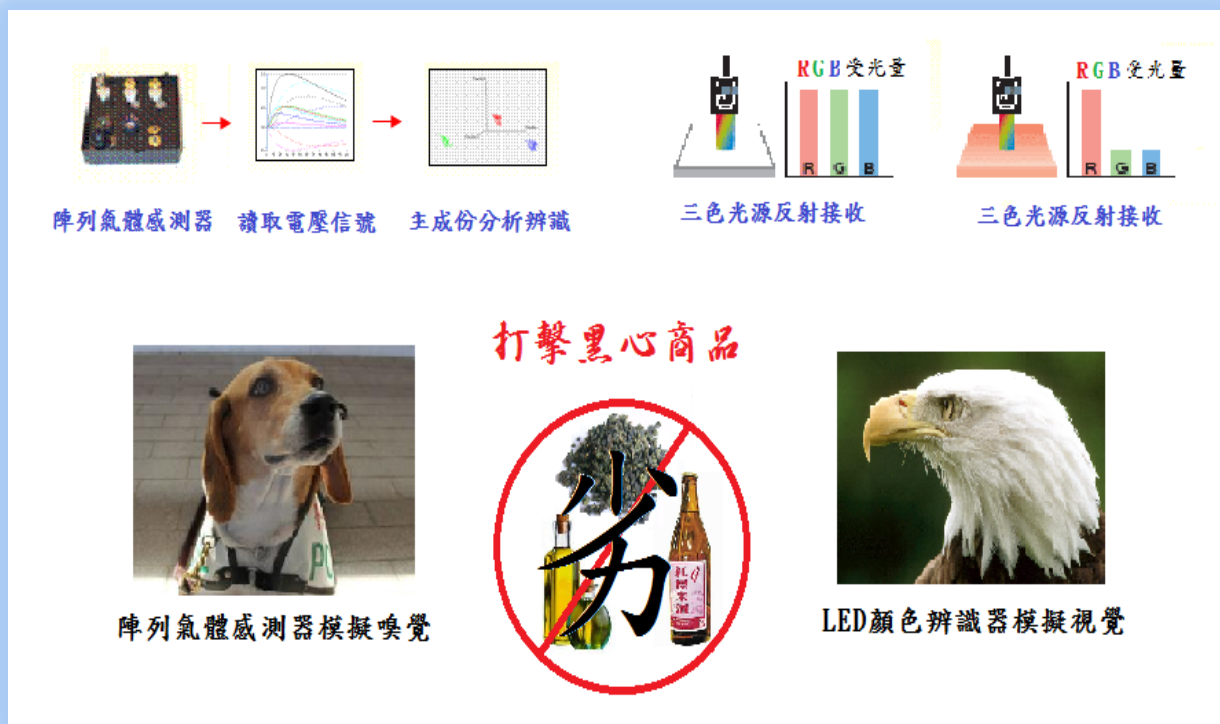 RGB受光量
RGB受光量
R G B
R G B
陣列氣體感測器
讀取電壓信號
主成份分析辨識
三色光源反射接收
三色光源反射接收
打擊黑心商品
劣
紅標米酒
陣列氣體感測器模擬嗅覺
LED顏色辨識器模擬視覺